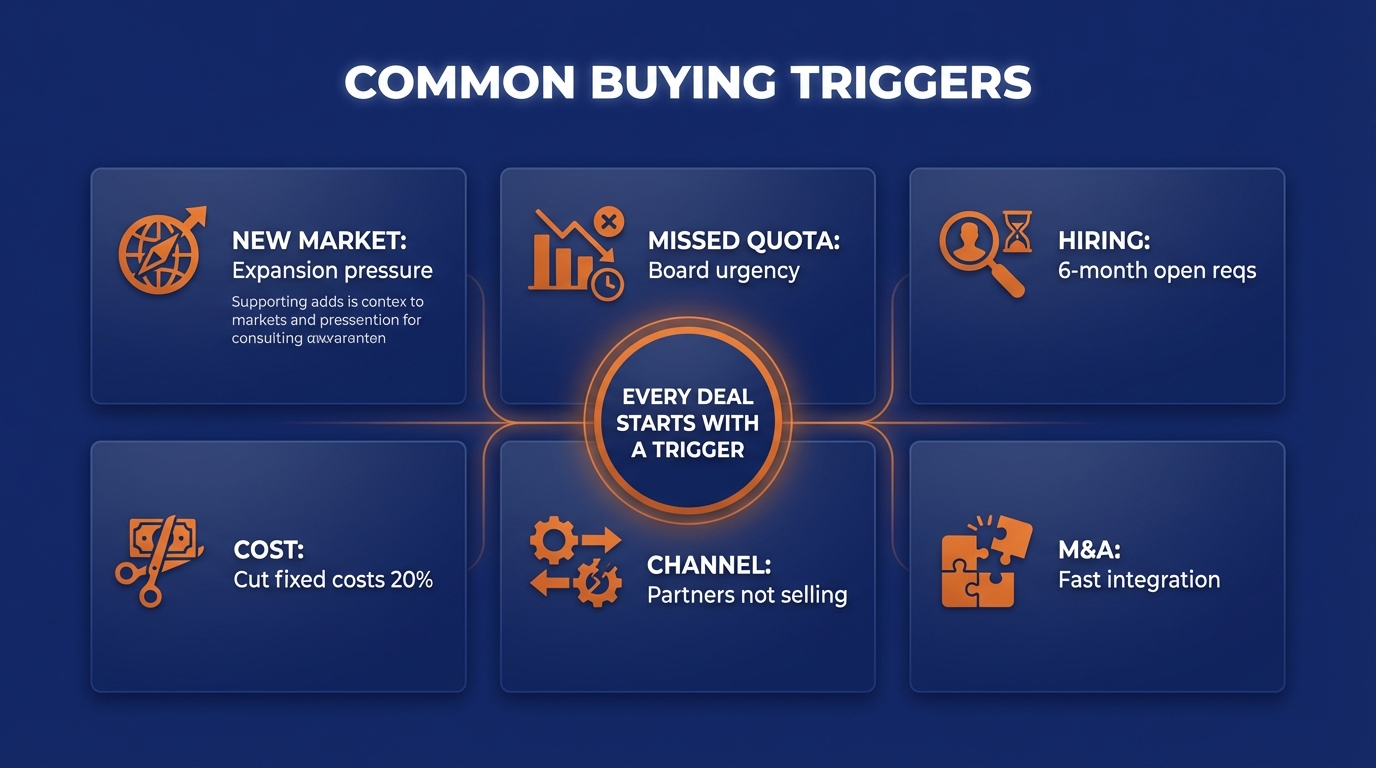 COMMON BUYING TRIGGERS
NEW MARKET:
Expansion pressure
Supporting adds is contex to
markets and pressention for
consulting
MISSED QUOTA:
Board urgency
HIRING:
6-month open reqs
EVERY DEAL
STARTS WITH
A TRIGGER
COST:
Cut fixed costs 20%
CHANNEL:
Partners not selling
M&A:
Fast integration